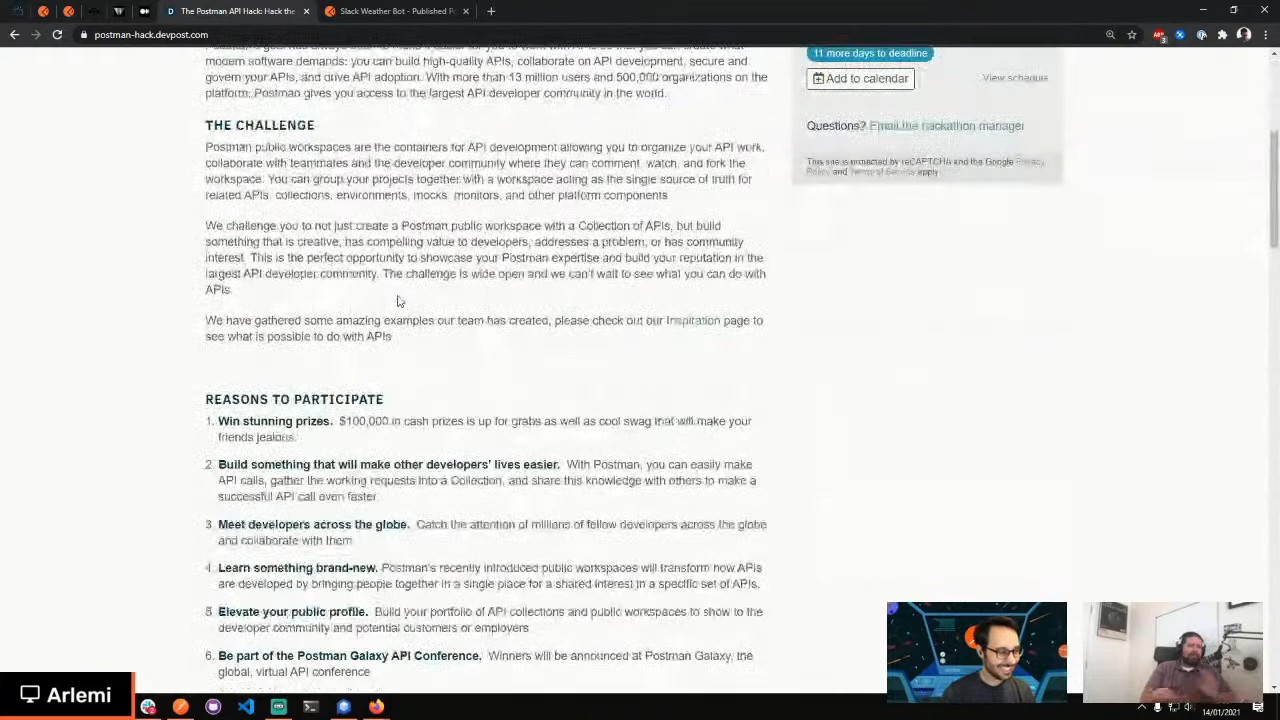 The Postman API Hack Hack the
Slack Weather Bot - Published Po
postman-hack.devpost.com
modern software demands: you can build high-quality APIs, collaborate on API development, secure and
govern your APIs, and drive API adoption. With more than 13 million users and 500,000 organizations on the
platform, Postman gives you access to the largest API developer community in the world.
THE CHALLENGE
Postman public workspaces are the containers for API development allowing you to organize your API work,
collaborate with teammates and the developer community where they can comment, watch, and fork the
workspace. You can group your projects together with a workspace acting as the single source of truth for
related APIs, collections, environments, mocks, monitors, and other platform components
We challenge you to not just create a Postman public workspace with a Collection of APIs, but build
something that is creative, has compelling value to developers, addresses a problem, or has community
interest. This is the perfect opportunity to showcase your Postman expertise and build your reputation in the
largest API developer community. The challenge is wide open and we can't wait to see what you can do with
APIs.
We have gathered some amazing examples our team has created, please check out our Inspiration page to
see what is possible to do with APIs
REASONS TO PARTICIPATE
1. Win stunning prizes. $100,000 in cash prizes is up for grabs as well as cool swag that will make your
friends jealous.
2. Build something that will make other developers' lives easier. With Postman, you can easily make
API calls, gather the working requests into a Collection, and share this knowledge with others to make a
successful API call even faster.
3. Meet developers across the globe. Catch the attention of millions of fellow developers across the globe
and collaborate with them
4. Learn something brand-new. Postman's recently introduced public workspaces will transform how APIs
are developed by bringing people together in a single place for a shared interest in a specific set of APIs.
5. Elevate your public profile. Build your portfolio of API collections and public workspaces to show to the
developer community and potential customers or employers
6. Be part of the Postman Galaxy API Conference. Winners will be announced at Postman Galaxy, the
global, virtual API conference
11 more days to deadline
Add to calendar
View schedule
Questions? Email the hackathon manager
This site is protected by reCAPTCHA and the Google Privacy
Policy and Terms of Service apply
Arlemi
14/01/2021